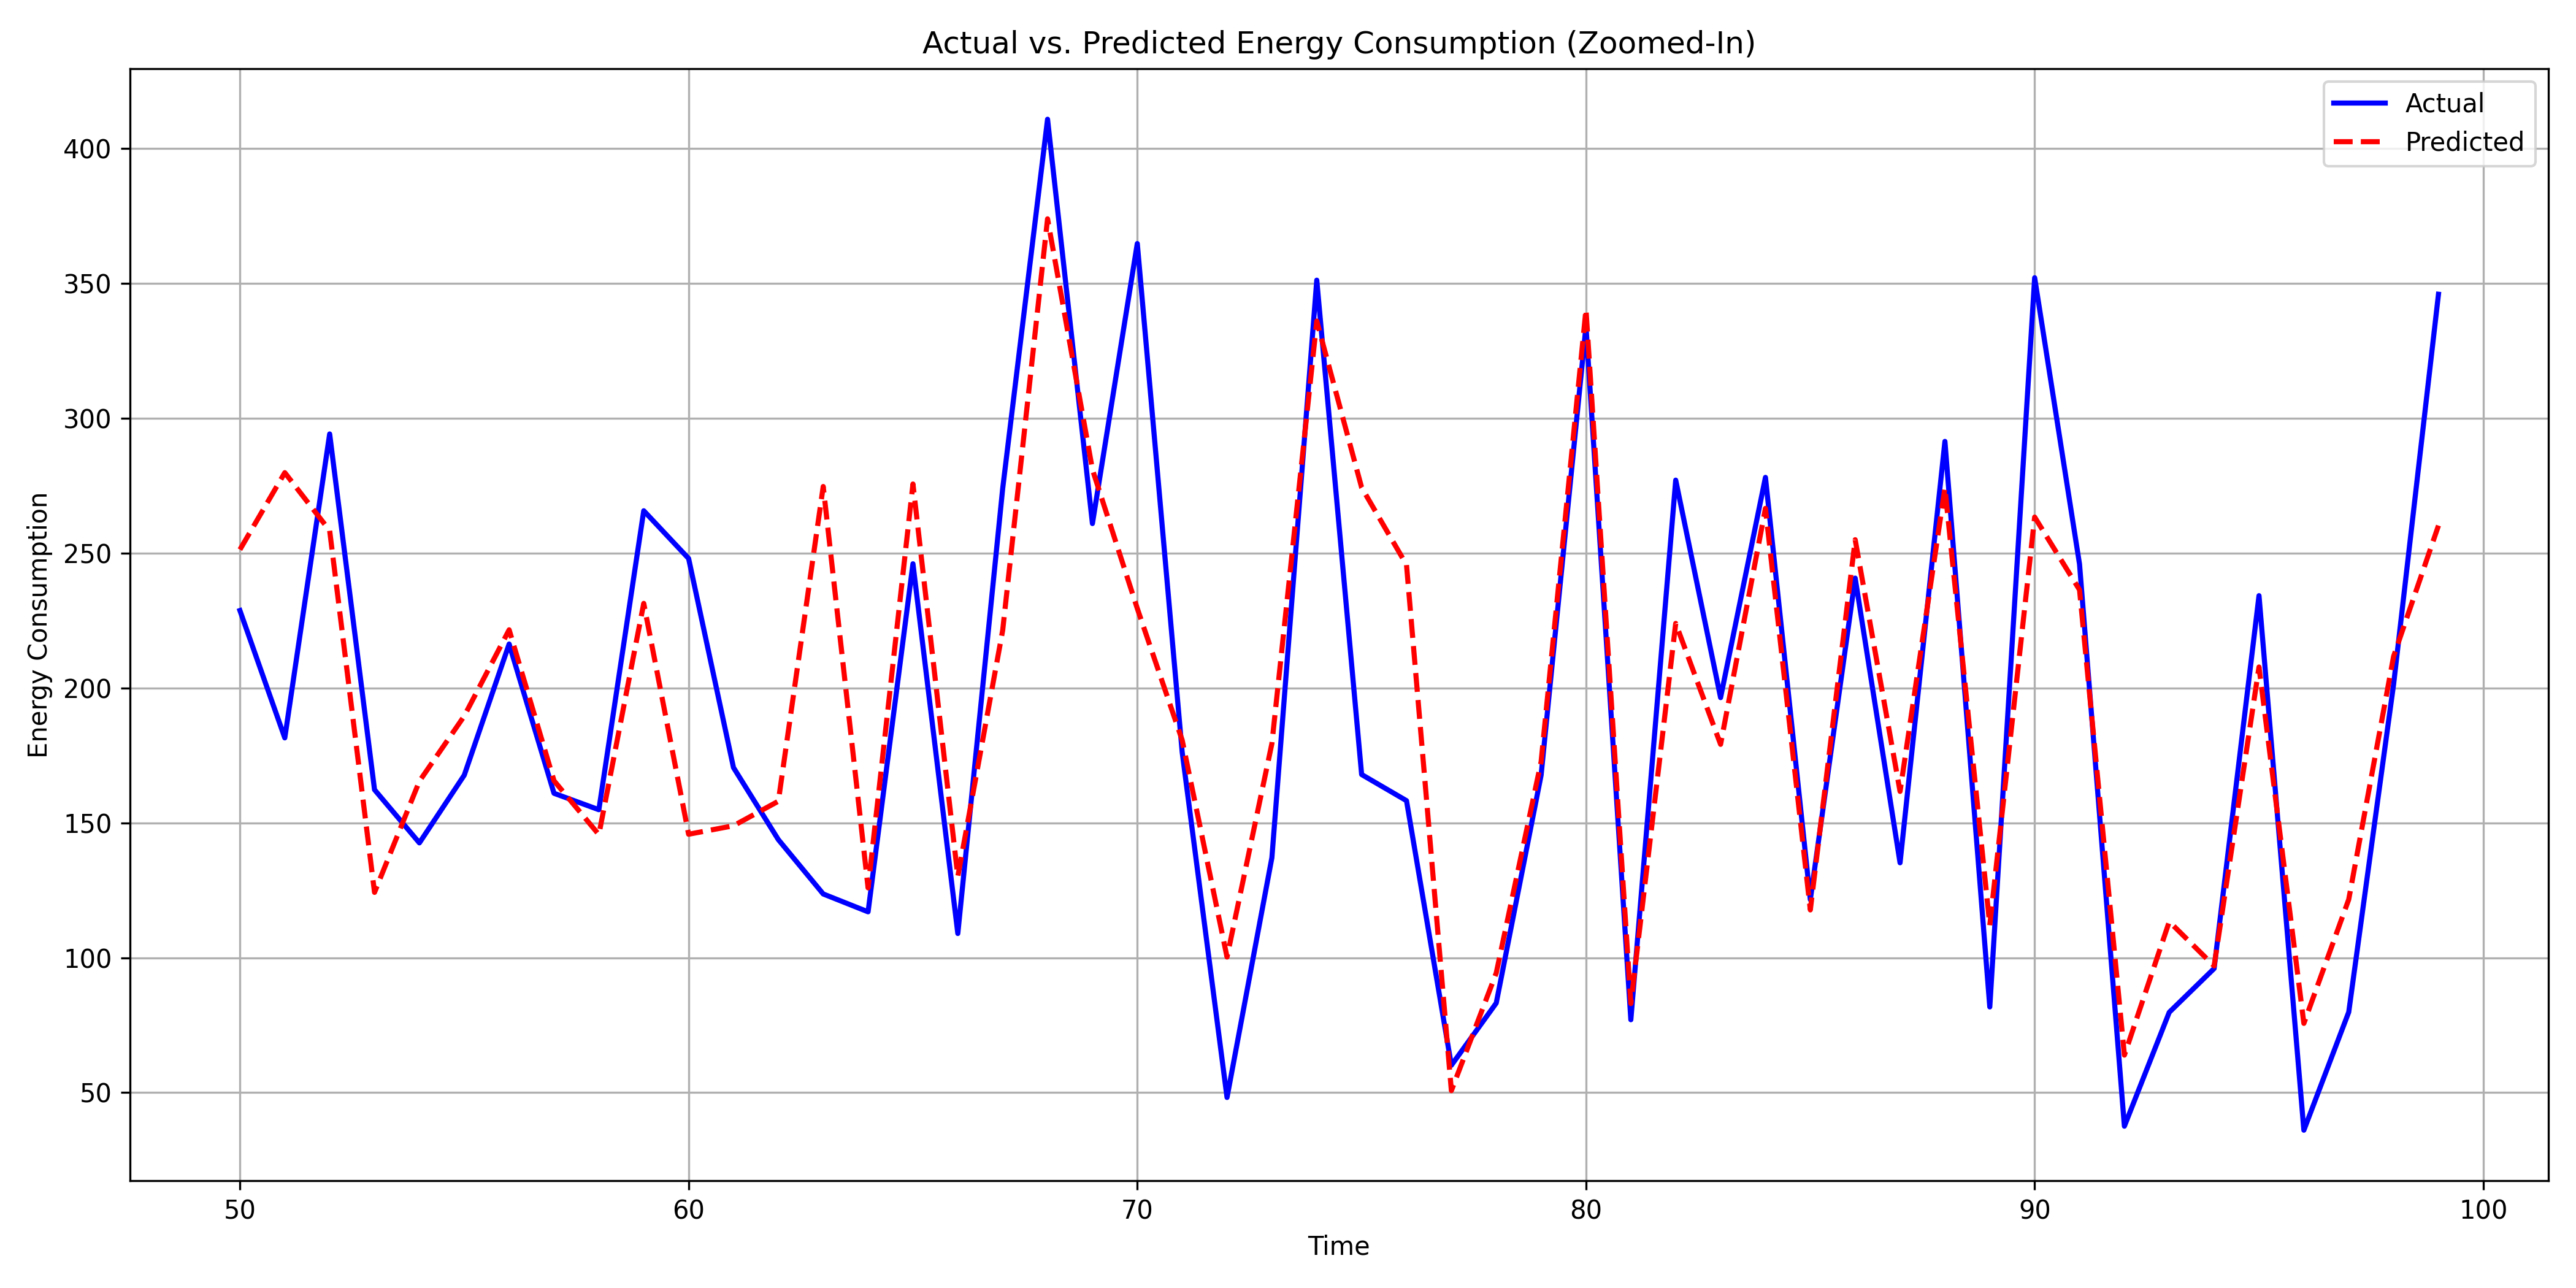 Actual vs. Predicted Energy Consumption (Zoomed-In)
Actual
Predicted
Energy Consumption
400
350
300
250
200
150
100
50
50 60 70 80 90 100
Time